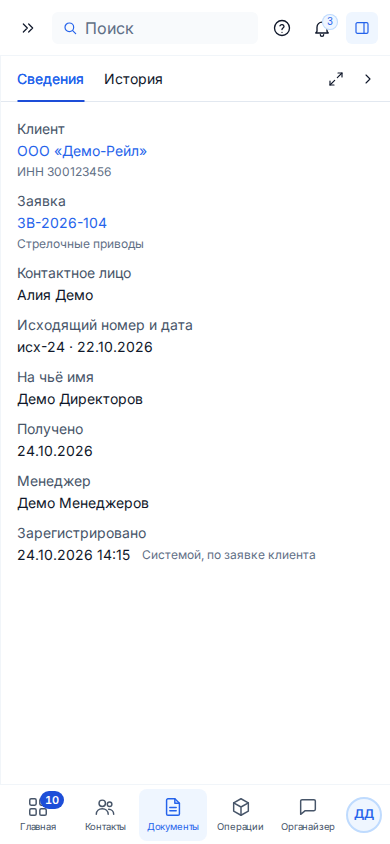 Поиск
3
Сведения История
Клиент
ООО «Демо-Рейл»
ИНН 300123456
Заявка
ЗВ-2026-104
Стрелочные приводы
Контактное лицо
Алия Демо
Исходящий номер и дата
исх-24 · 22.10.2026
На чьё имя
Демо Директоров
Получено
24.10.2026
Менеджер
Демо Менеджеров
Зарегистрировано
24.10.2026 14:15 Системой, по заявке клиента
10
Главная Контакты Документы Операции Органайзер ДД